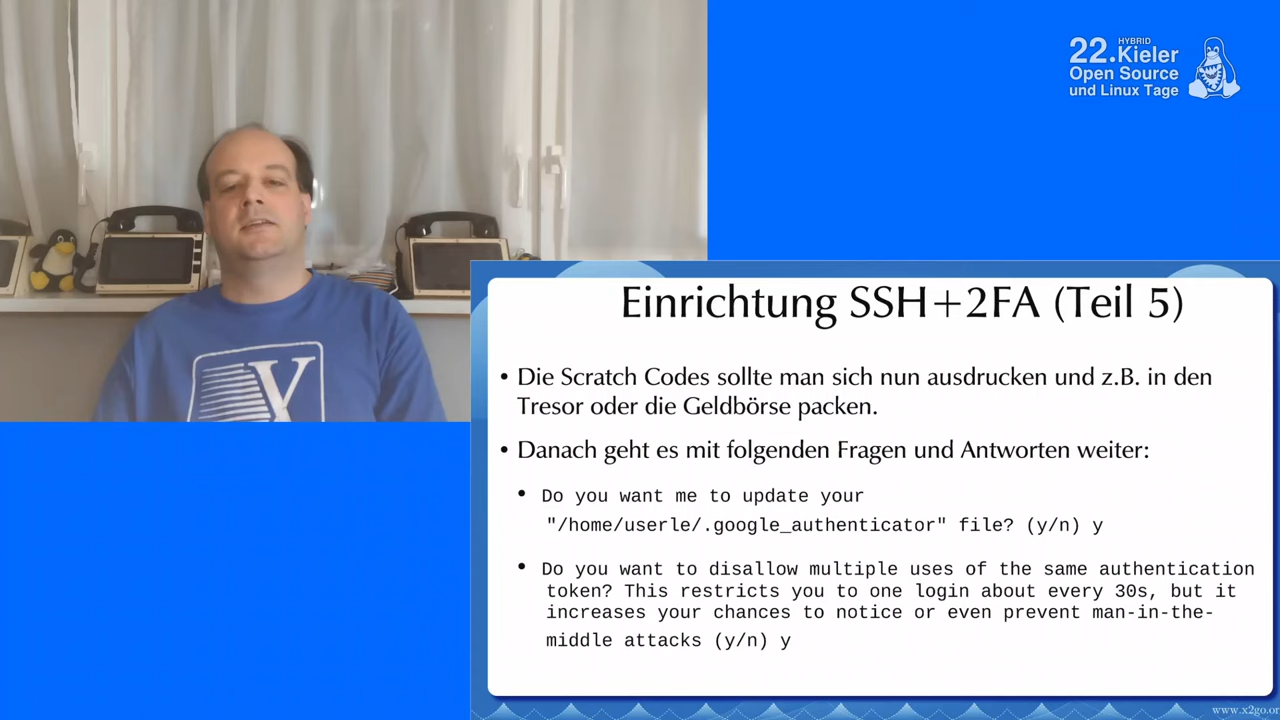 HYBRID
22.Kieler
Open Source
und Linux Tage
X
Einrichtung SSH+2FA (Teil 5)
• Die Scratch Codes sollte man sich nun ausdrucken und z.B. in den
Tresor oder die Geldbörse packen.
• Danach geht es mit folgenden Fragen und Antworten weiter:
• Do you want me to update your
"/home/userle/.google_authenticator" file? (y/n) y
• Do you want to disallow multiple uses of the same authentication
token? This restricts you to one login about every 30s, but it
increases your chances to notice or even prevent man-in-the-
middle attacks (y/n) y
www.x2go.or